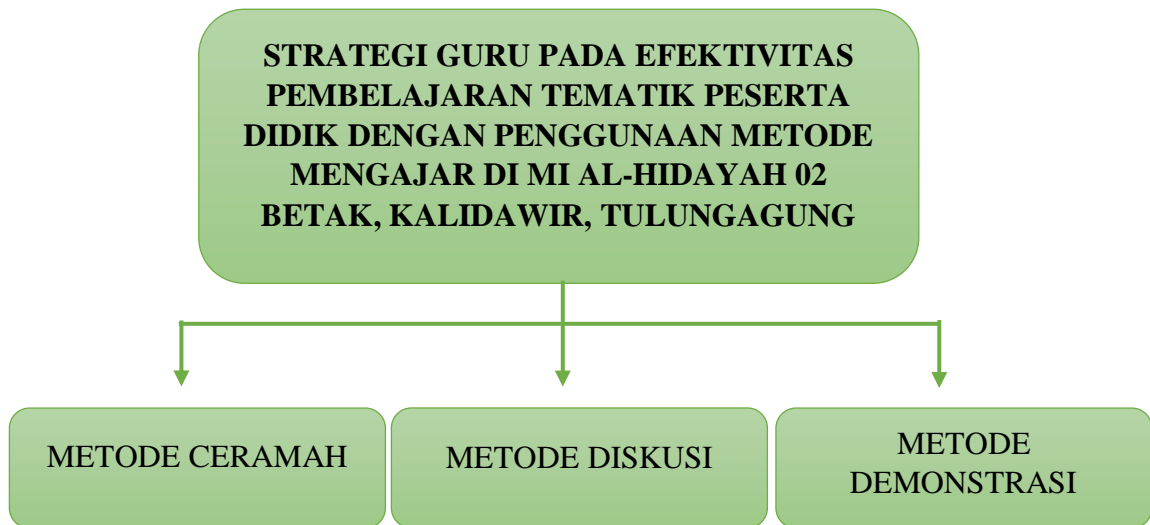 STRATEGI GURU PADA EFEKTIVITAS
PEMBELAJARAN TEMATIK PESERTA
DIDIK DENGAN PENGGUNAAN METODE
MENGAJAR DI MI AL-HIDAYAH 02
BETAK, KALIDAWIR, TULUNGAGUNG
METODE CERAMAH
METODE DISKUSI
METODE
DEMONSTRASI